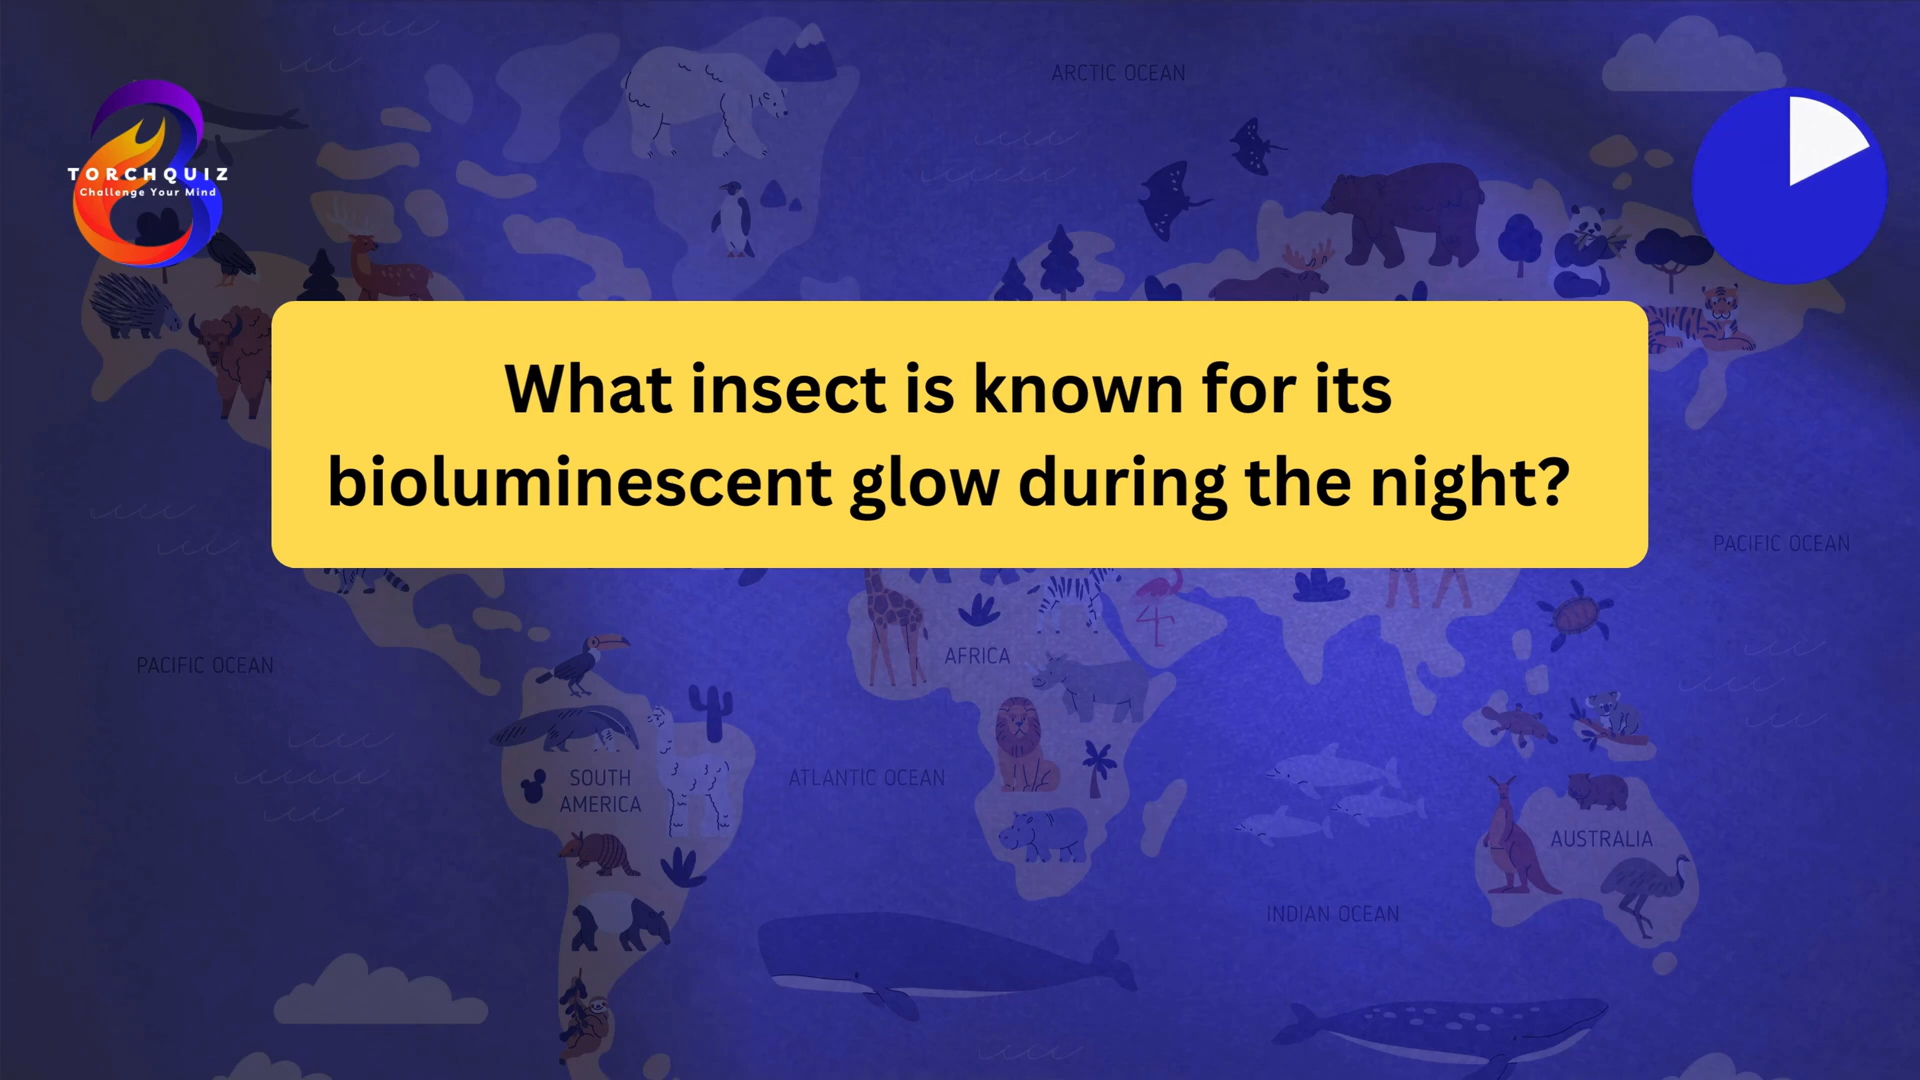 ARCTIC OCEAN
TORCHQUIZ
Challenge Your Mind
What insect is known for its
bioluminescent glow during the night?
PACIFIC OCEAN
PACIFIC OCEAN
AFRICA
SOUTH
AMERICA
ATLANTIC OCEAN
AUSTRALIA
INDIAN OCEAN